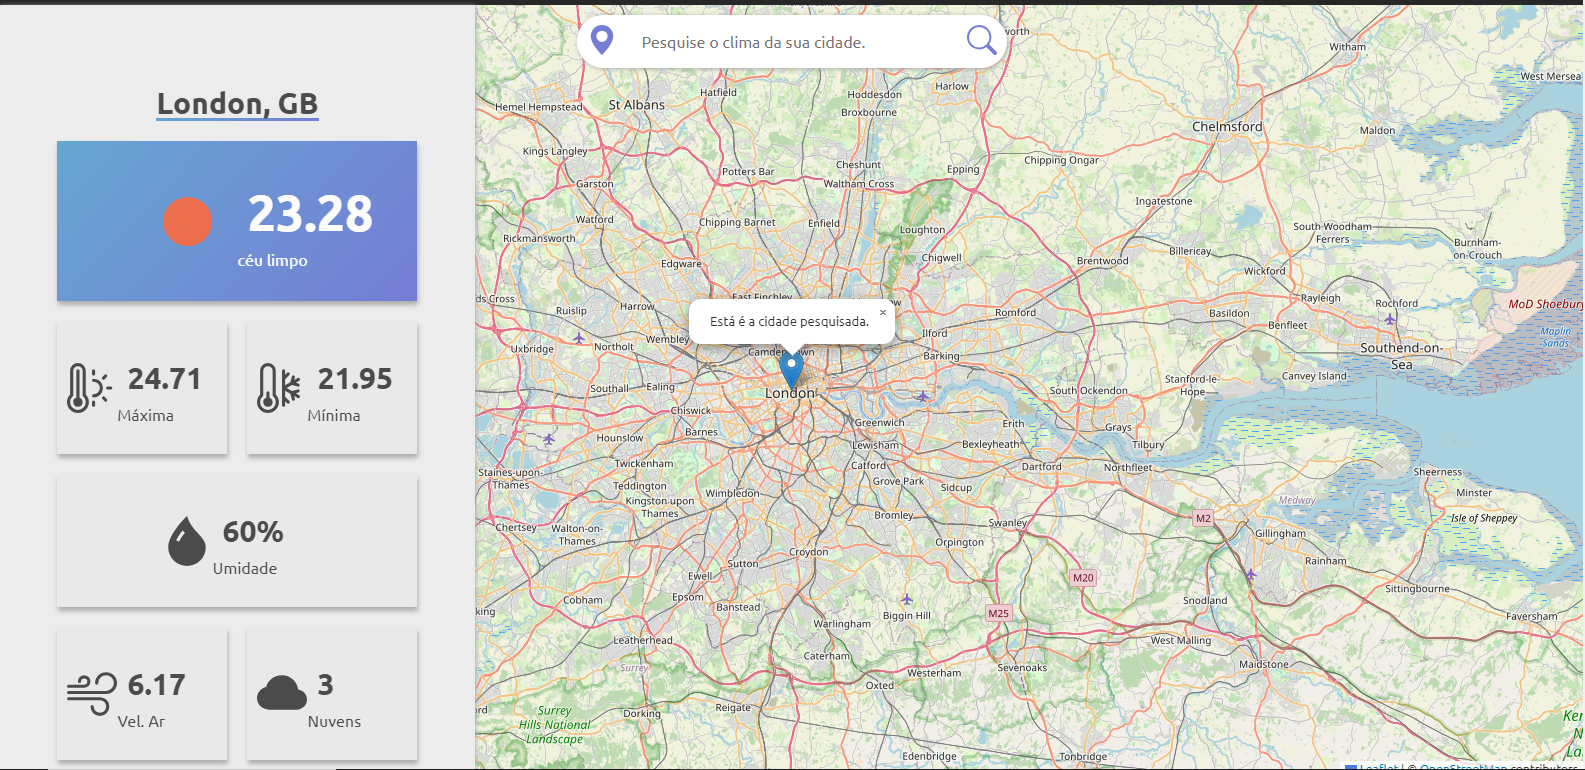 London, GB
23.28
céu limpo
24.71
Máxima
21.95
Mínima
60%
Umidade
6.17
Vel. Ar
3
Nuvens
Pesquise o clima da sua cidade.
Está é a cidade pesquisada.
×
Witham
West Mersea
Hatfield
Harlow
Hemel Hempstead
St Albans
Hoddesdon
Broxbourne
Chelmsford
Maldon
Kings Langley
Chipping Ongar
Cheshunt
Potters Bar
Epping
Garston
Waltham Cross
Ingatestone
Watford
Chipping Barnet
Enfield
Loughton
South Woodham
Ferrers
Rickmansworth
Burnham-
on-Crouch
Billericay
Chigwell
Brentwood
Edgware
Wickford
East Finchley
Rayleigh
Rochford
MoD Shoebury
Ruislip
Harrow
Romford
Basildon
Benfleet
Maplin
Sands
Ilford
Wembley
Uxbridge
Northolt
Camden Town
Barking
Southend-on-
Sea
Canvey Island
Stanford-le-
Hope
Southall
Ealing
London
South Ockendon
Chiswick
Greenwich
Erith
Grays
Barnes
Hounslow
Lewisham
Bexleyheath
Tilbury
Twickenham
Catford
Dartford
Northfleet
Staines-upon-
Thames
Sheerness
Teddington
Grove Park
Sidcup
Wimbledon
Minster
Kingston upon
Thames
Medway
Bromley
M2
Isle of Sheppey
Chertsey
Walton-on-
Thames
Swanley
Gillingham
Orpington
Croydon
Sutton
Rainham
Ewell
M20
Sittingbourne
Epsom
Cobham
Banstead
Biggin Hill
M25
Snodland
Faversham
Warlingham
Leatherhead
West Malling
Caterham
Surrey
Sevenoaks
Maidstone
Westerham
Oxted
Reigate
Dorking
Surrey
Hills National
Landscape
Edenbridge
Tonbridge
Leaflet | © OpenStreetMap contributors